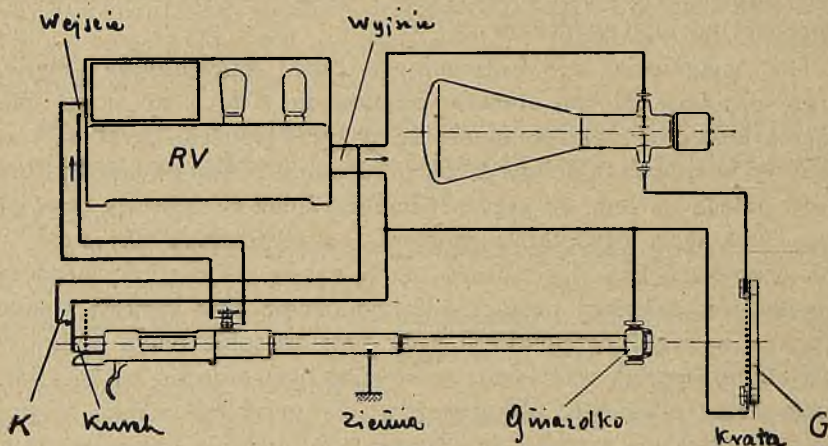 Wejście
Wyjście
RV
K
Kurek
Ziemia
Gniazdko
Krata
G